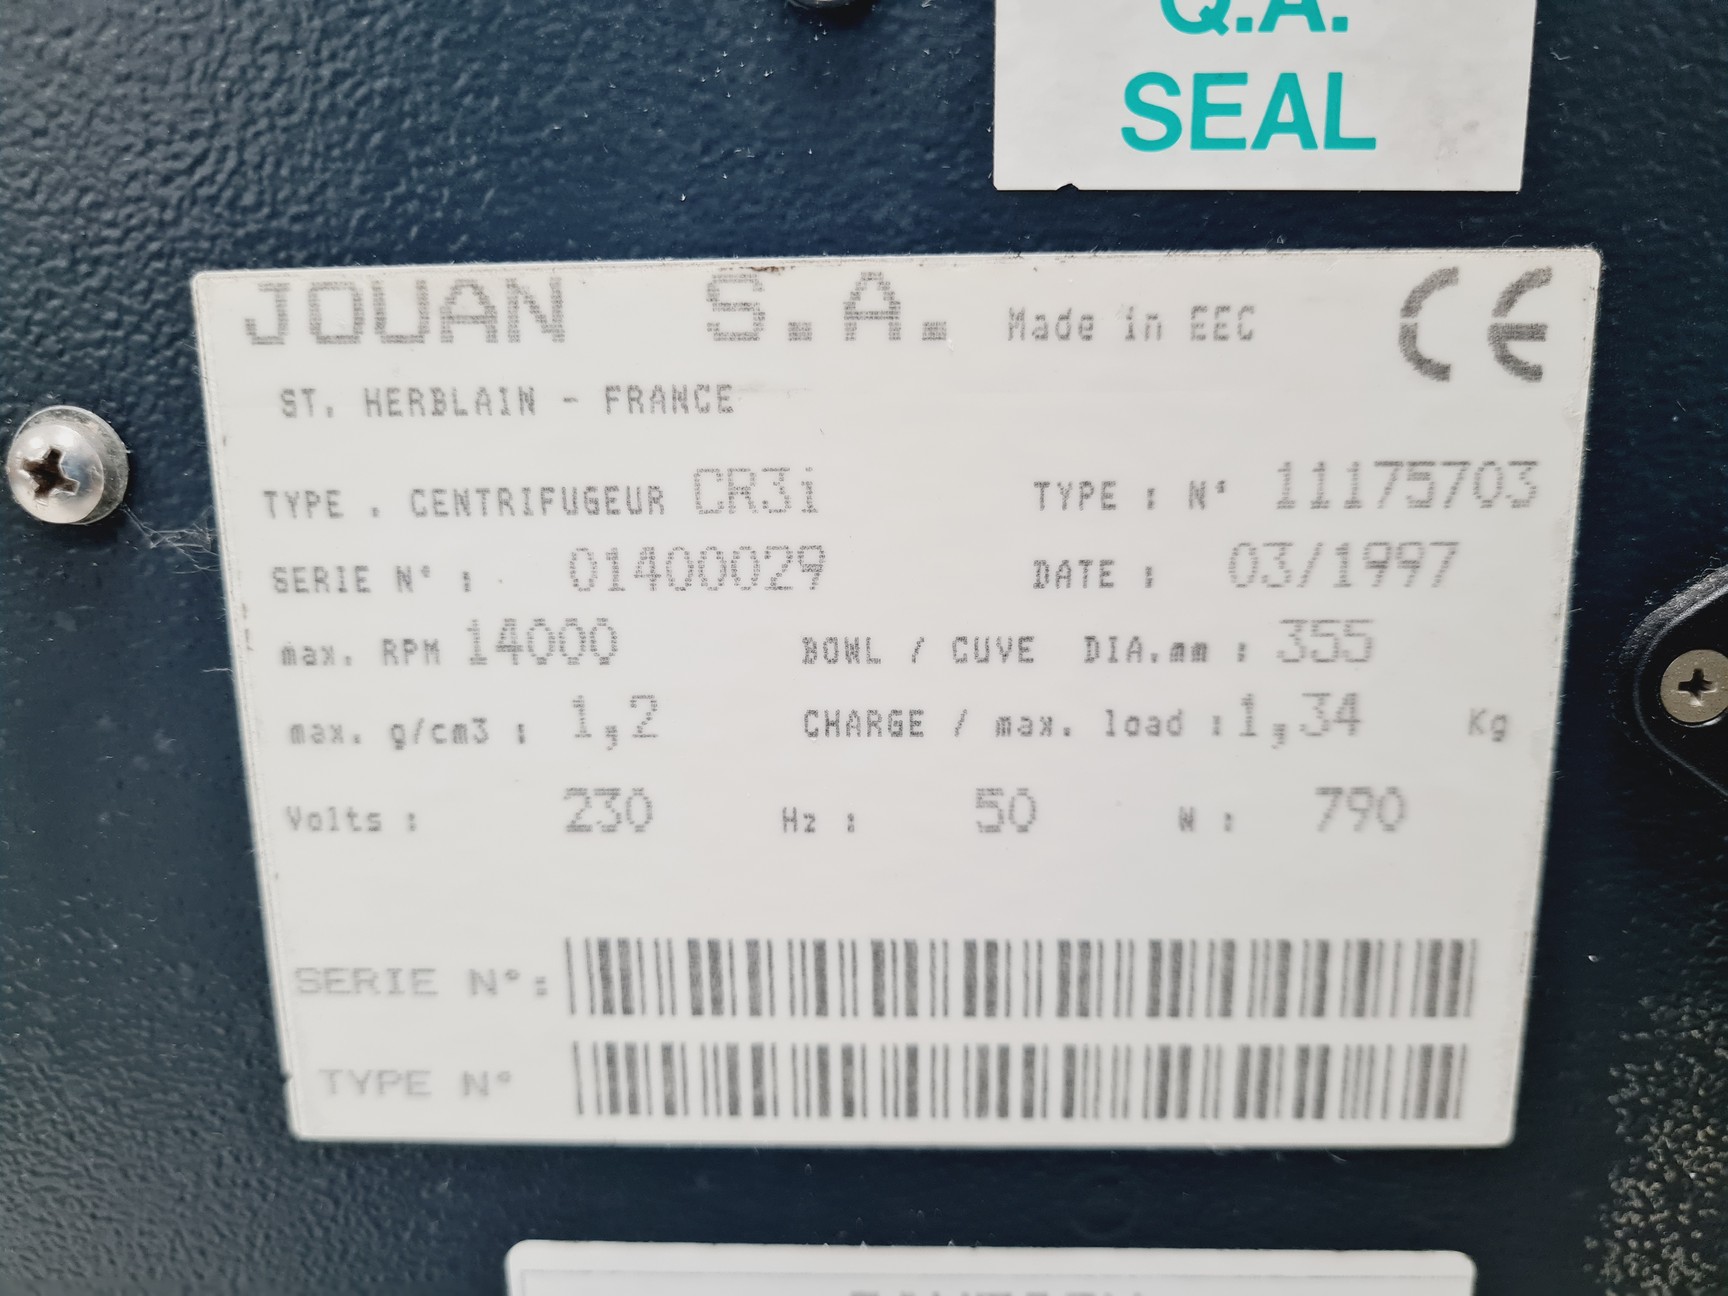 Q.A.
SEAL
JOUAN S.A. Made in EEC CE
ST. HERBLAIN - FRANCE
TYPE . CENTRIFUGEUR CR3i TYPE : N° 11175703
SERIE N° : 01400029 DATE : 03/1997
max. RPM 14000 BOWL / CUVE DIA.mm : 355
max. g/cm3 : 1,2 CHARGE / max. load : 1,34 Kg
Volts : 230 Hz : 50 W : 790
SERIE N°:
TYPE N°